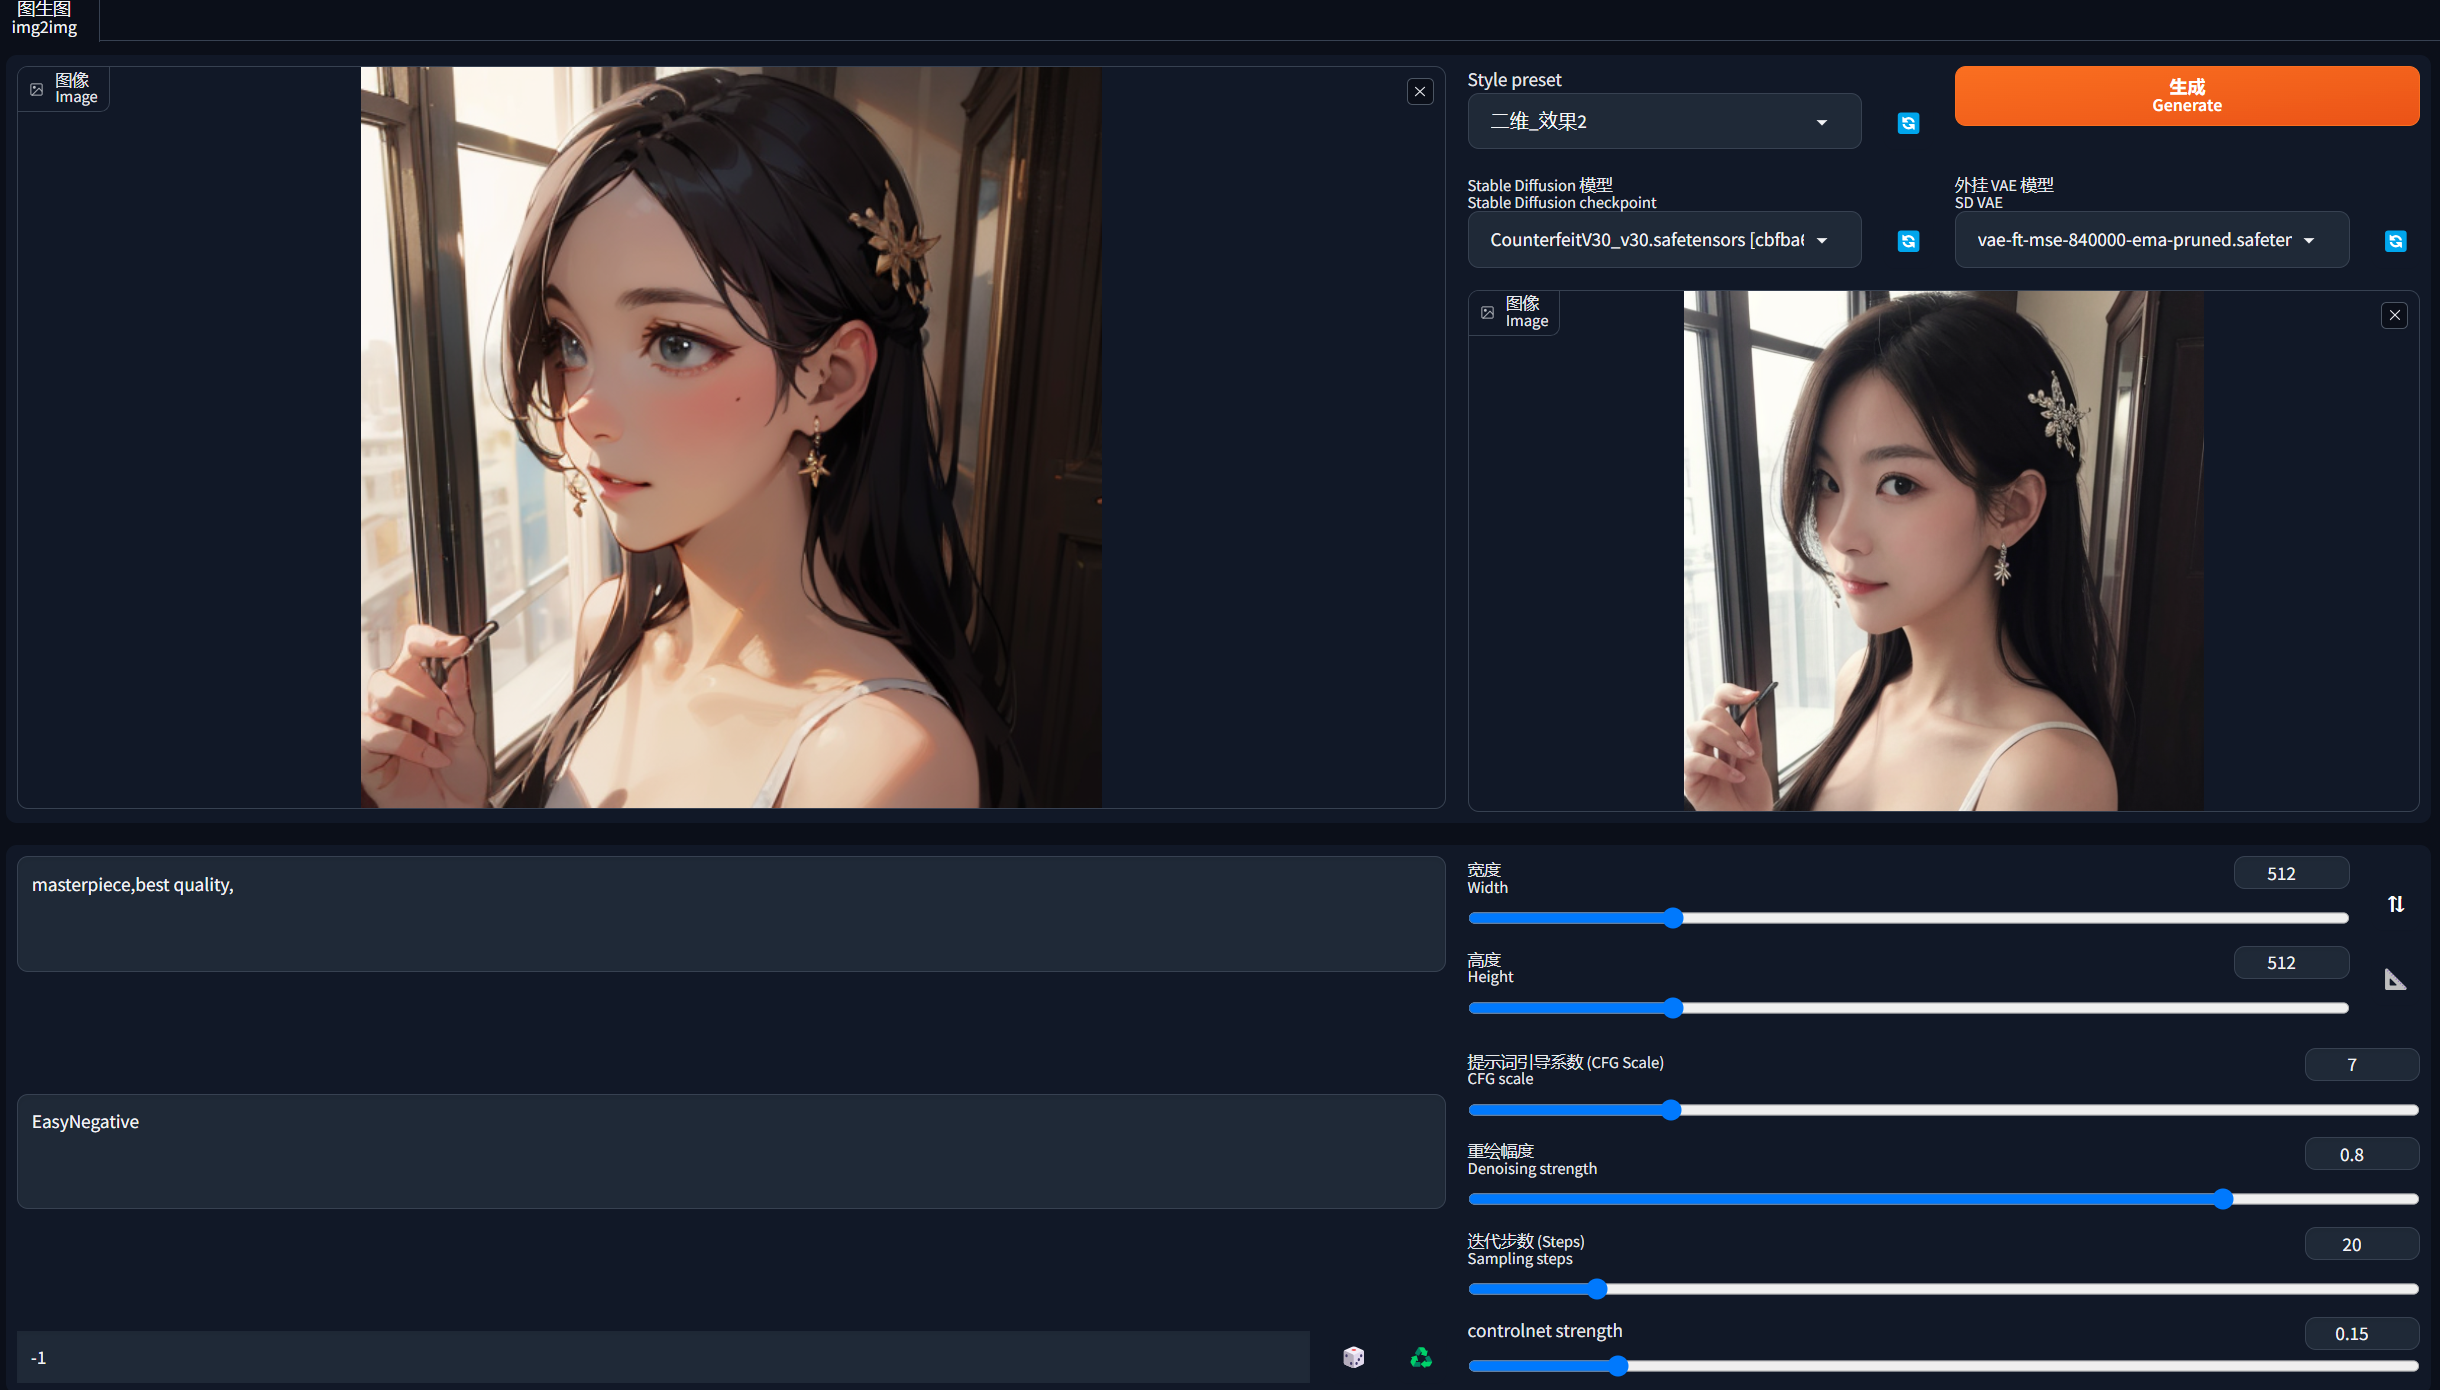 图生图
img2img
图像
Image
Style preset
二维_效果2
生成
Generate
Stable Diffusion 模型
Stable Diffusion checkpoint
CounterfeitV30_v30.safetensors [cbfba
外挂 VAE 模型
SD VAE
vae-ft-mse-840000-ema-pruned.safeter
图像
Image
masterpiece,best quality,
EasyNegative
-1
宽度
Width
512
高度
Height
512
提示词引导系数 (CFG Scale)
CFG scale
7
重绘幅度
Denoising strength
0.8
迭代步数 (Steps)
Sampling steps
20
controlnet strength
0.15